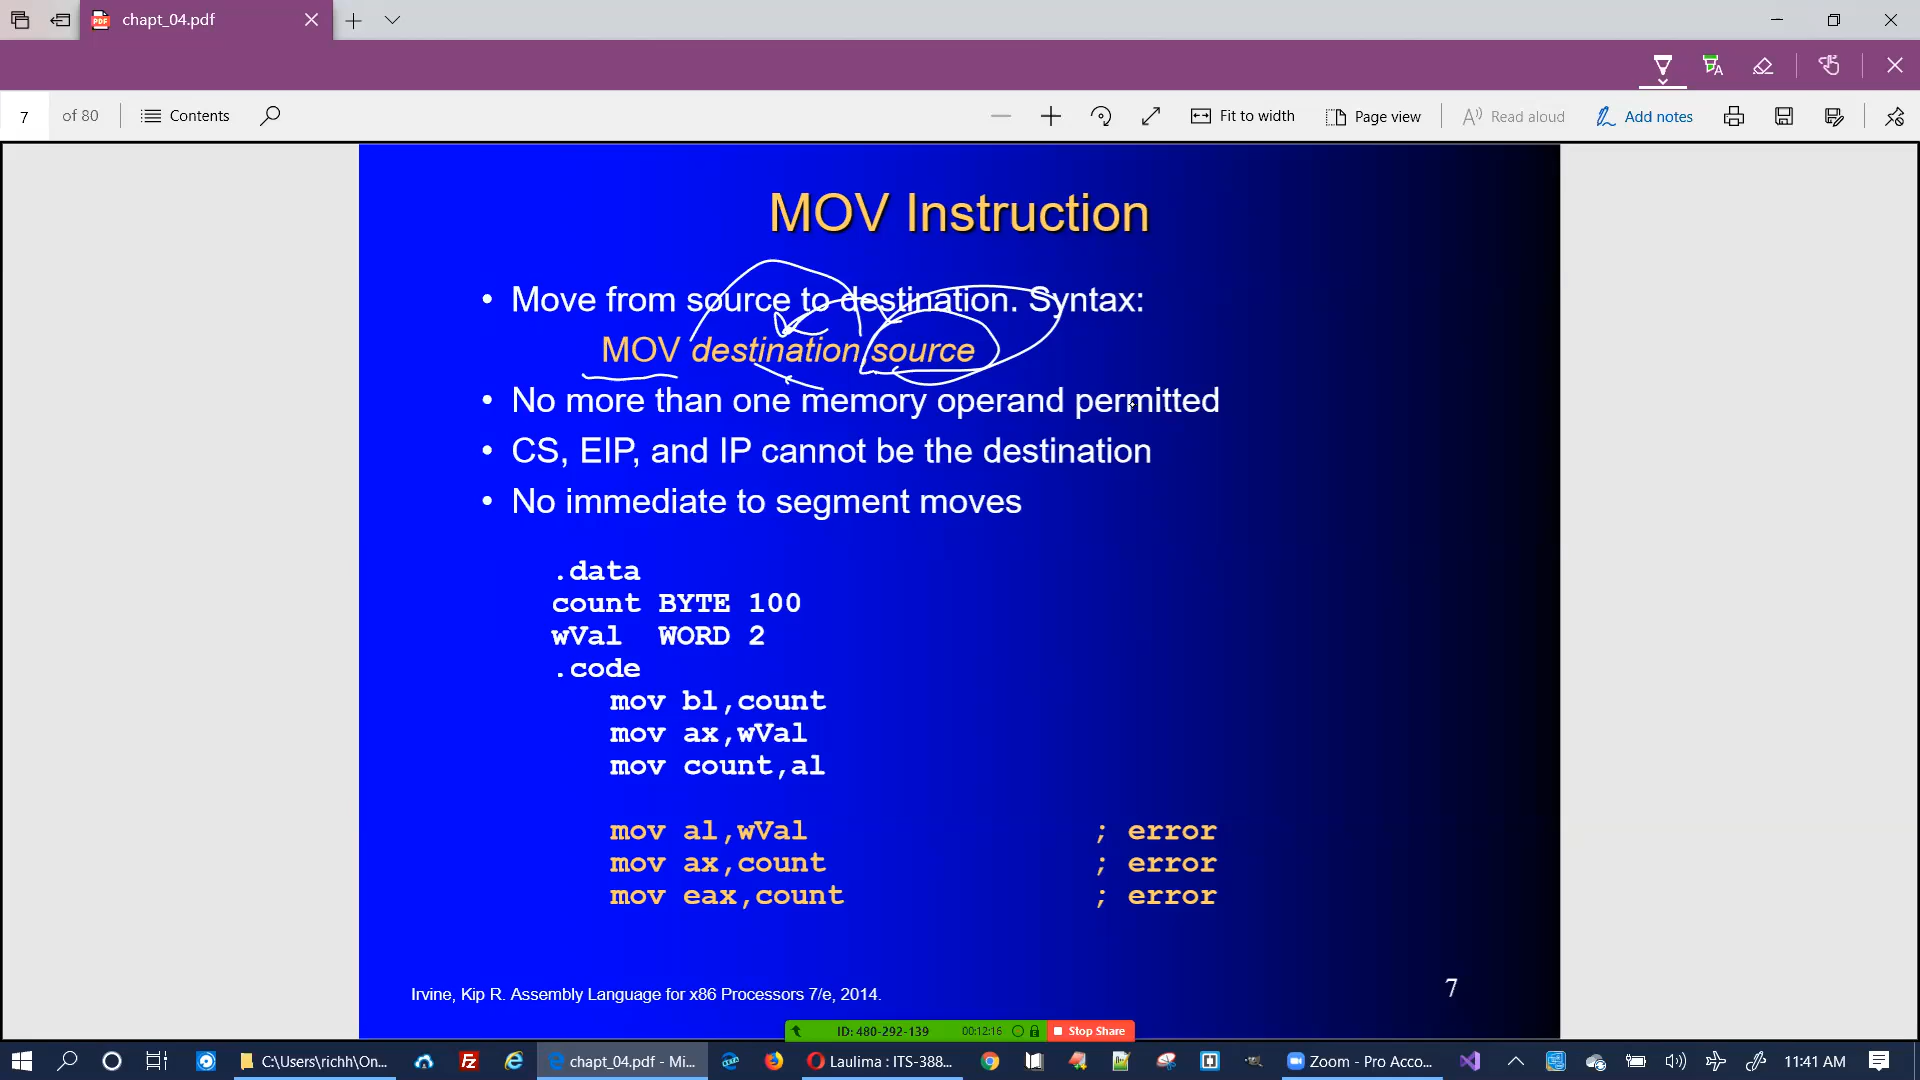 chapt_04.pdf
7 of 80 Contents Fit to width Page view Read aloud Add notes
MOV Instruction
• Move from source to destination. Syntax:
MOV destination,source
• No more than one memory operand permitted
• CS, EIP, and IP cannot be the destination
• No immediate to segment moves
.data
count BYTE 100
wVal WORD 2
.code
mov bl,count
mov ax,wVal
mov count,al
mov al,wVal ; error
mov ax,count ; error
mov eax,count ; error
Irvine, Kip R. Assembly Language for x86 Processors 7/e, 2014.
7
ID: 480-292-139 00:12:16 Stop Share
C:\Users\richh\On... chapt_04.pdf - Mi... Laulima : ITS-388... Zoom - Pro Acco... 11:41 AM